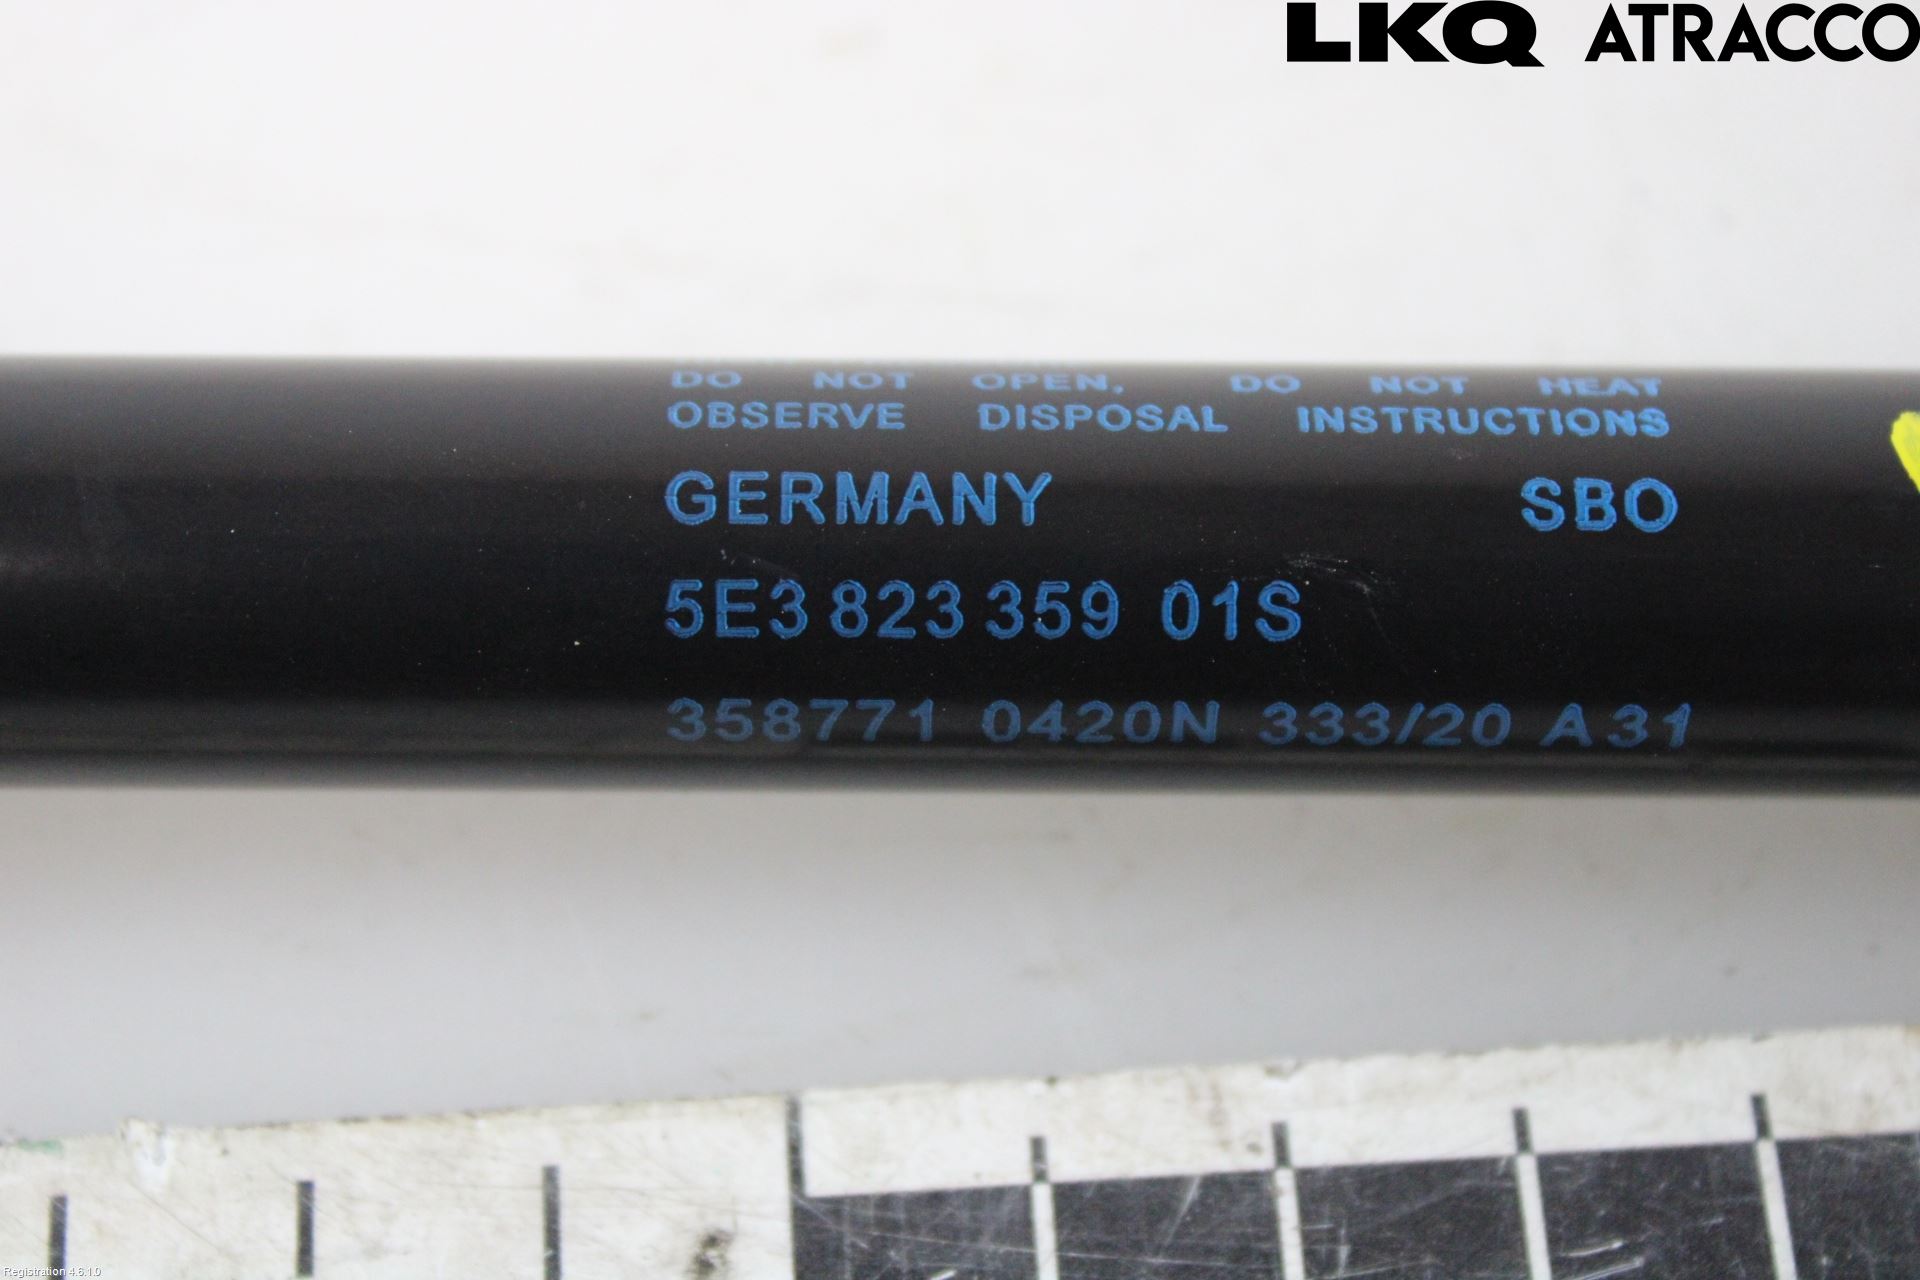 LKQ ATRACCO
DO NOT OPEN, DO NOT HEAT
OBSERVE DISPOSAL INSTRUCTIONS
GERMANY SBO
5E3 823 359 01S
358771 0420N 333/20 A31
Registration 4.6.1.0